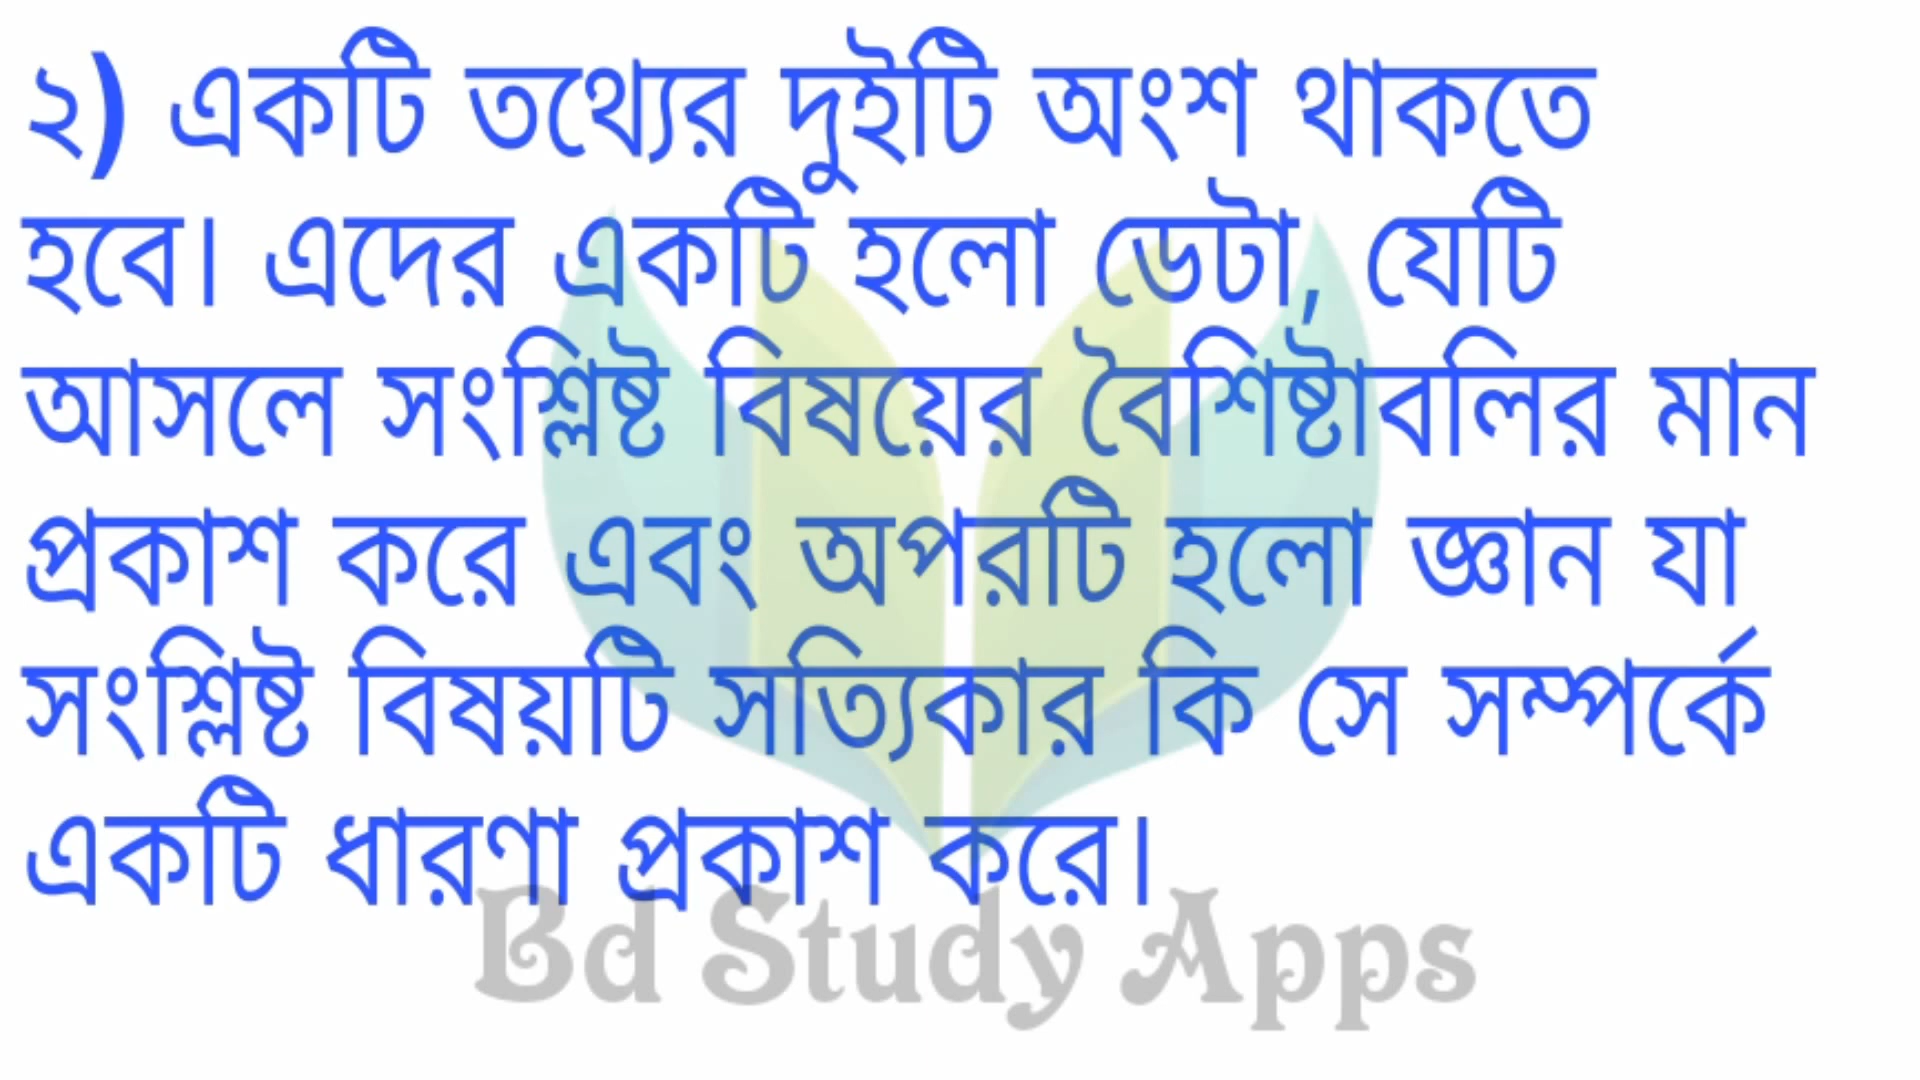 ২) একটি তথ্যের দুইটি অংশ থাকতে
হবে। এদের একটি হলো ডেটা, যেটি
আসলে সংশ্লিষ্ট বিষয়ের বৈশিষ্ট্যাবলির মান
প্রকাশ করে এবং অপরটি হলো জ্ঞান যা
সংশ্লিষ্ট বিষয়টি সত্যিকার কি সে সম্পর্কে
একটি ধারণা প্রকাশ করে।
Bd Study Apps